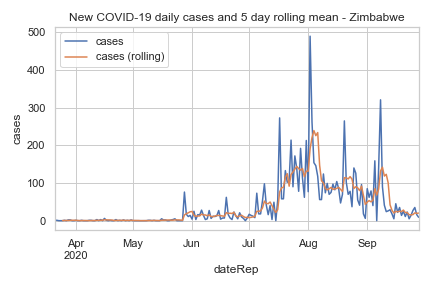 New COVID-19 daily cases and 5 day rolling mean - Zimbabwe
cases
cases (rolling)
500
400
300
200
100
0
cases
Apr May Jun Jul Aug Sep
2020
dateRep